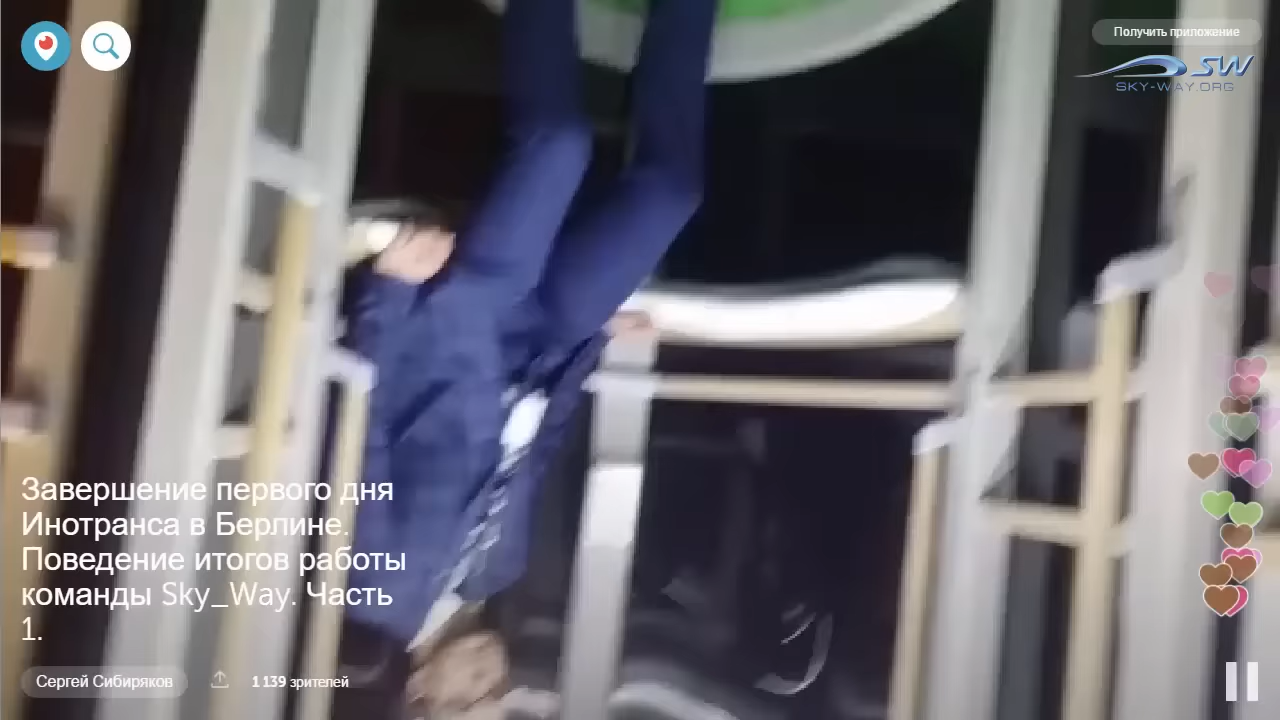 Получить приложение
SW
SKY-WAY.ORG
Завершение первого дня
Инотранса в Берлине.
Поведение итогов работы
команды Sky_Way. Часть
1.
Сергей Сибиряков
1 139 зрителей